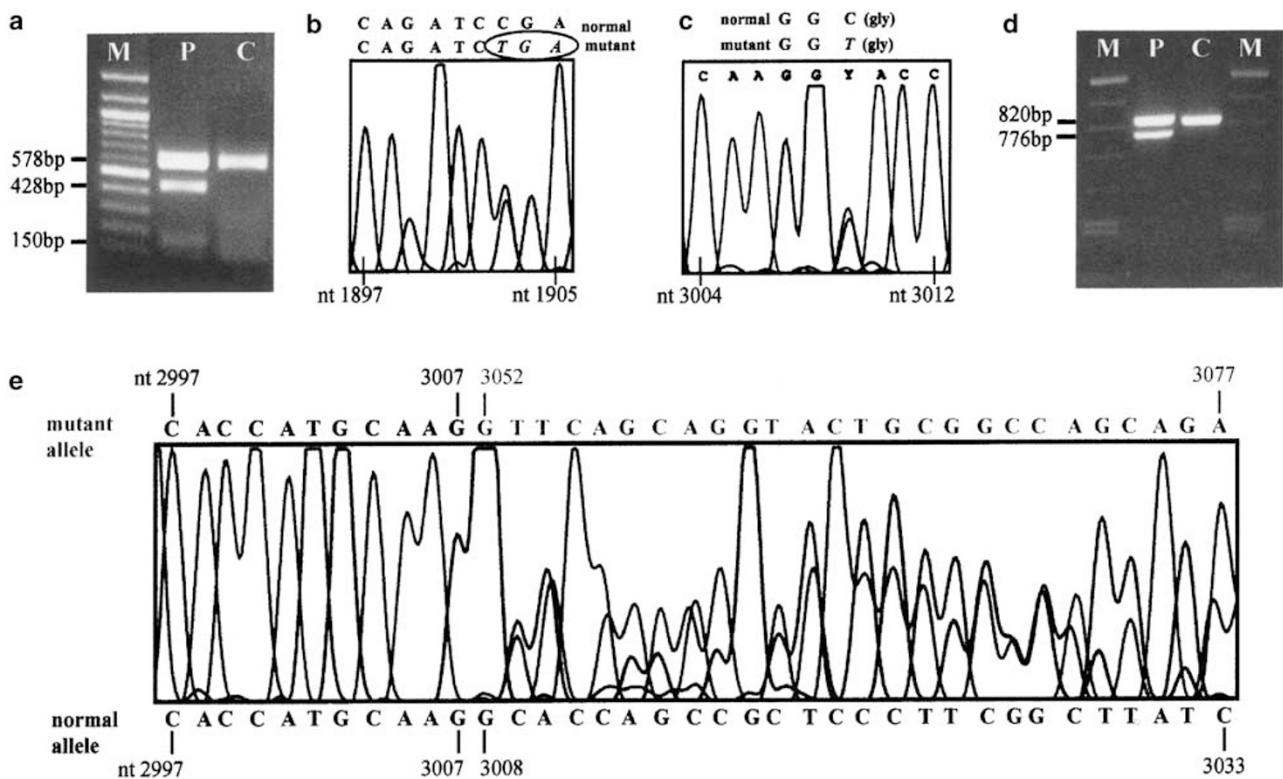 a
M P C
578bp
428bp
150bp
b
C A G A T C C G A normal
C A G A T C T G A mutant
nt 1897 nt 1905
c
normal G G C (gly)
mutant G G T (gly)
C A A G G Y A C C
nt 3004 nt 3012
d
M P C M
820bp
776bp
e
nt 2997 3007 3052 3077
mutant allele
C A C C A T G C A A G G T T C A G C A G G T A C T G C G G C C A G C A G A
normal allele
C A C C A T G C A A G G C A C C A G C C G C T C C C T T C G G C T T A T C
nt 2997 3007 3008 3033